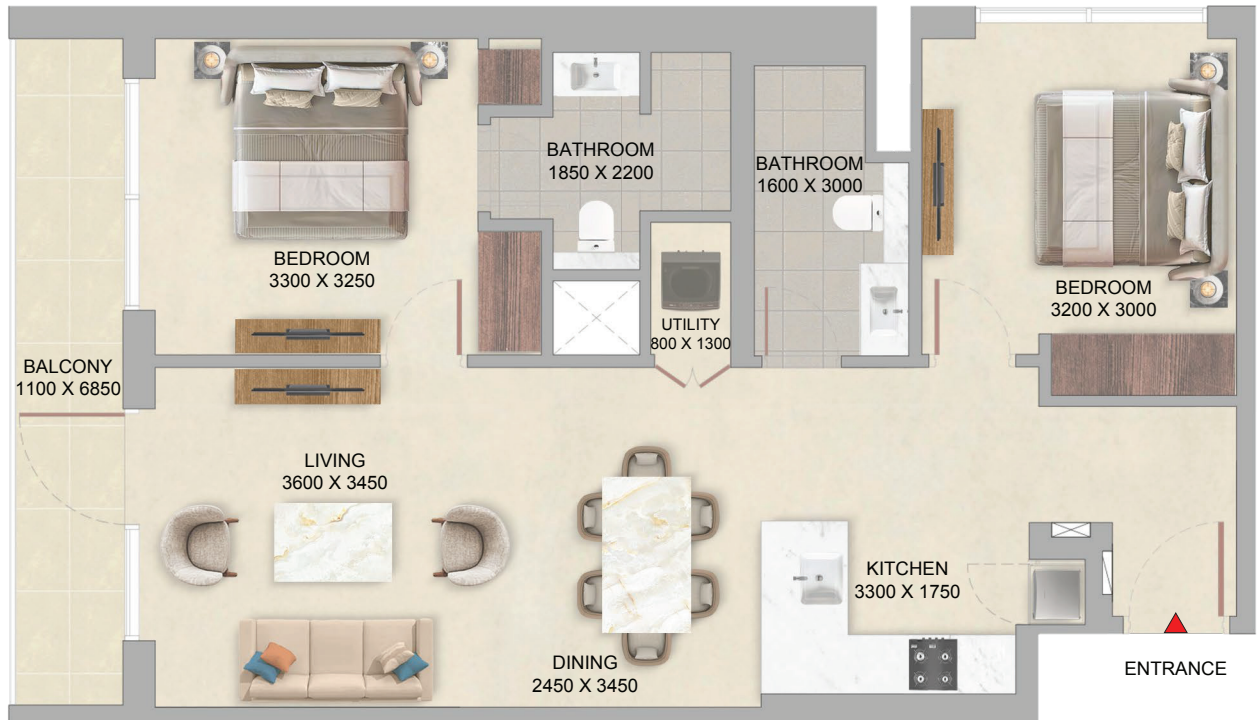 BATHROOM
1850 X 2200
BATHROOM
1600 X 3000
BEDROOM
3300 X 3250
BEDROOM
3200 X 3000
UTILITY
800 X 1300
BALCONY
1100 X 6850
LIVING
3600 X 3450
KITCHEN
3300 X 1750
DINING
2450 X 3450
ENTRANCE